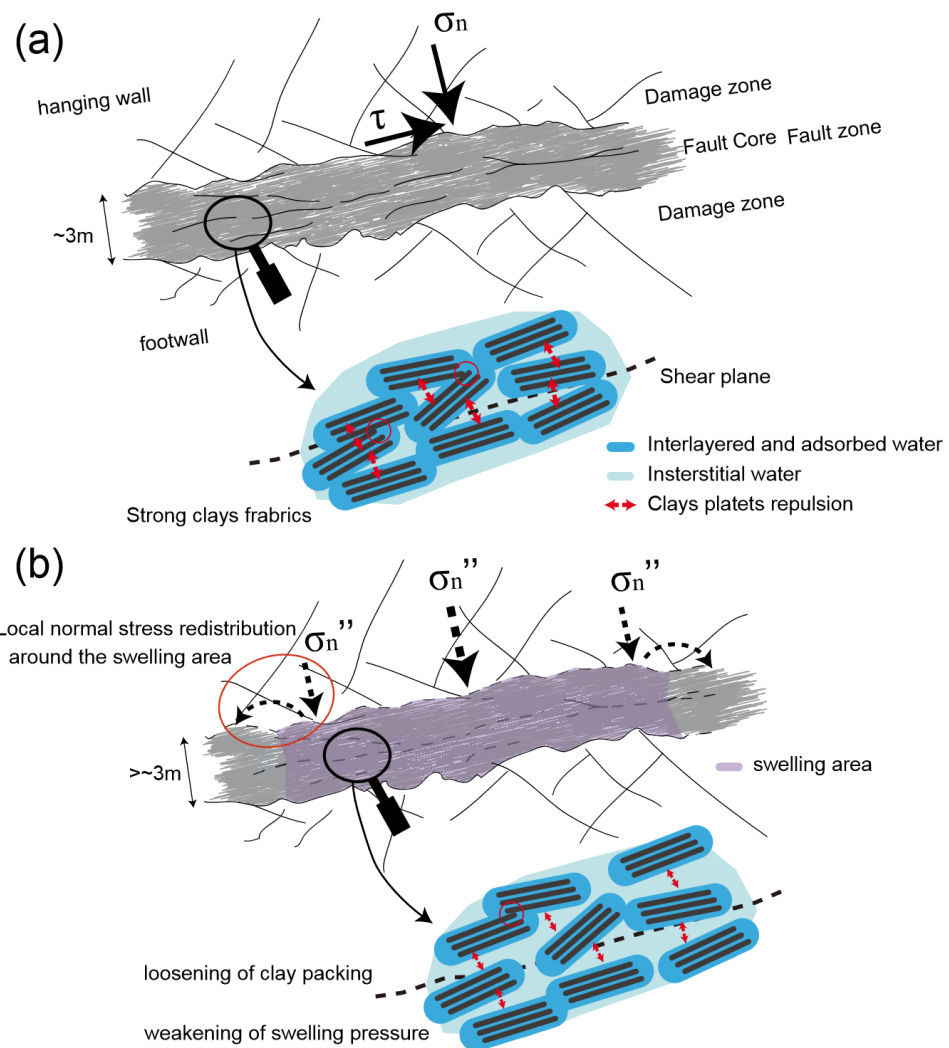 (a)
σn
hanging wall
τ
Damage zone
Fault Core Fault zone
Damage zone
~3m
footwall
Shear plane
Interlayered and adsorbed water
Insterstitial water
Clays platets repulsion
Strong clays frabrics
(b)
σn’’
σn’’
Local normal stress redistribution
around the swelling area
σn’’
>~3m
swelling area
loosening of clay packing
weakening of swelling pressure